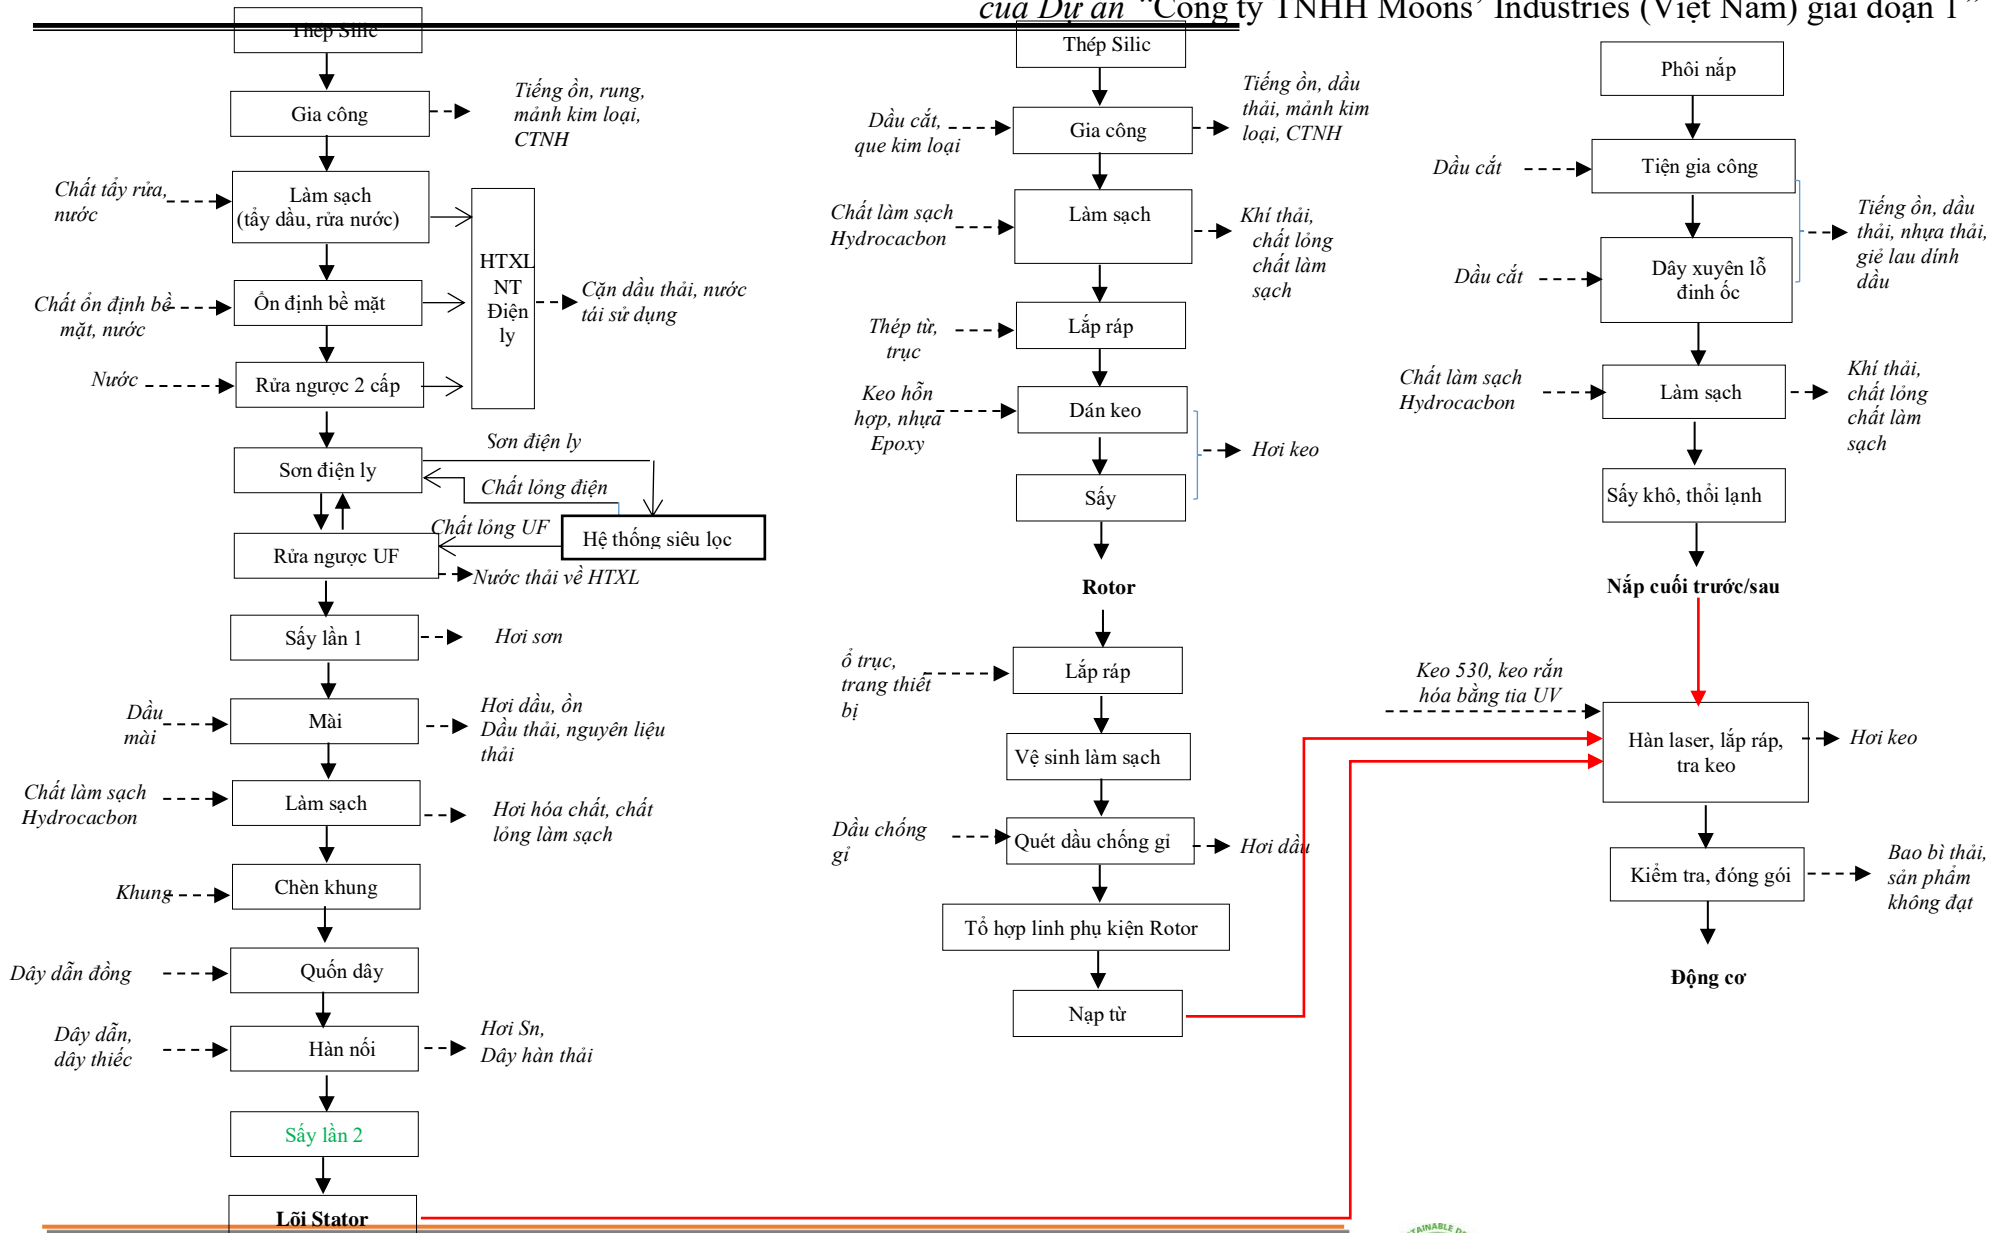 của Dự án “Công ty TNHH Moons’ Industries (Việt Nam) giai đoạn 1”
Thép Silic
Gia công
Tiếng ồn, rung,
mảnh kim loại,
CTNH
Chất tẩy rửa,
nước
Làm sạch
(tẩy dầu, rửa nước)
HTXL
NT
Điện
ly
Cặn dầu thải, nước
tái sử dụng
Chất ổn định bề
mặt, nước
Ổn định bề mặt
Nước
Rửa ngược 2 cấp
Sơn điện ly
Sơn điện ly
Chất lỏng điện
Chất lỏng UF
Hệ thống siêu lọc
Rửa ngược UF
Nước thải về HTXL
Sấy lần 1
Hơi sơn
Dầu
mài
Mài
Hơi dầu, ồn
Dầu thải, nguyên liệu
thải
Chất làm sạch
Hydrocacbon
Làm sạch
Hơi hóa chất, chất
lỏng làm sạch
Khung
Chèn khung
Dây dẫn đồng
Quốn dây
Dây dẫn,
dây thiếc
Hàn nối
Hơi Sn,
Dây hàn thải
Sấy lần 2
Lõi Stator
Thép Silic
Dầu cắt,
que kim loại
Gia công
Tiếng ồn, dầu
thải, mảnh kim
loại, CTNH
Chất làm sạch
Hydrocacbon
Làm sạch
Khí thải,
chất lỏng
chất làm
sạch
Thép từ,
trục
Lắp ráp
Keo hỗn
hợp, nhựa
Epoxy
Dán keo
Hơi keo
Sấy
Rotor
ổ trục,
trang thiết
bị
Lắp ráp
Vệ sinh làm sạch
Dầu chống
gỉ
Quét dầu chống gỉ
Hơi dầu
Tổ hợp linh phụ kiện Rotor
Nạp từ
Phôi nắp
Dầu cắt
Tiện gia công
Tiếng ồn, dầu
thải, nhựa thải,
giẻ lau dính
dầu
Dầu cắt
Dây xuyên lỗ
đinh ốc
Chất làm sạch
Hydrocacbon
Làm sạch
Khí thải,
chất lỏng
chất làm
sạch
Sấy khô, thổi lạnh
Nắp cuối trước/sau
Keo 530, keo rắn
hóa bằng tia UV
Hàn laser, lắp ráp,
tra keo
Hơi keo
Kiểm tra, đóng gói
Bao bì thải,
sản phẩm
không đạt
Động cơ